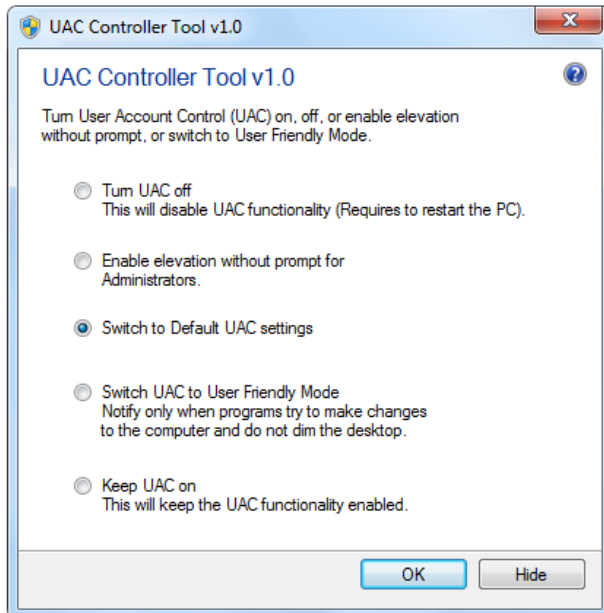 UAC Controller Tool v1.0
UAC Controller Tool v1.0
Turn User Account Control (UAC) on, off, or enable elevation
without prompt, or switch to User Friendly Mode.
Turn UAC off
This will disable UAC functionality (Requires to restart the PC).
Enable elevation without prompt for
Administrators.
Switch to Default UAC settings
Switch UAC to User Friendly Mode
Notify only when programs try to make changes
to the computer and do not dim the desktop.
Keep UAC on
This will keep the UAC functionality enabled.
OK Hide